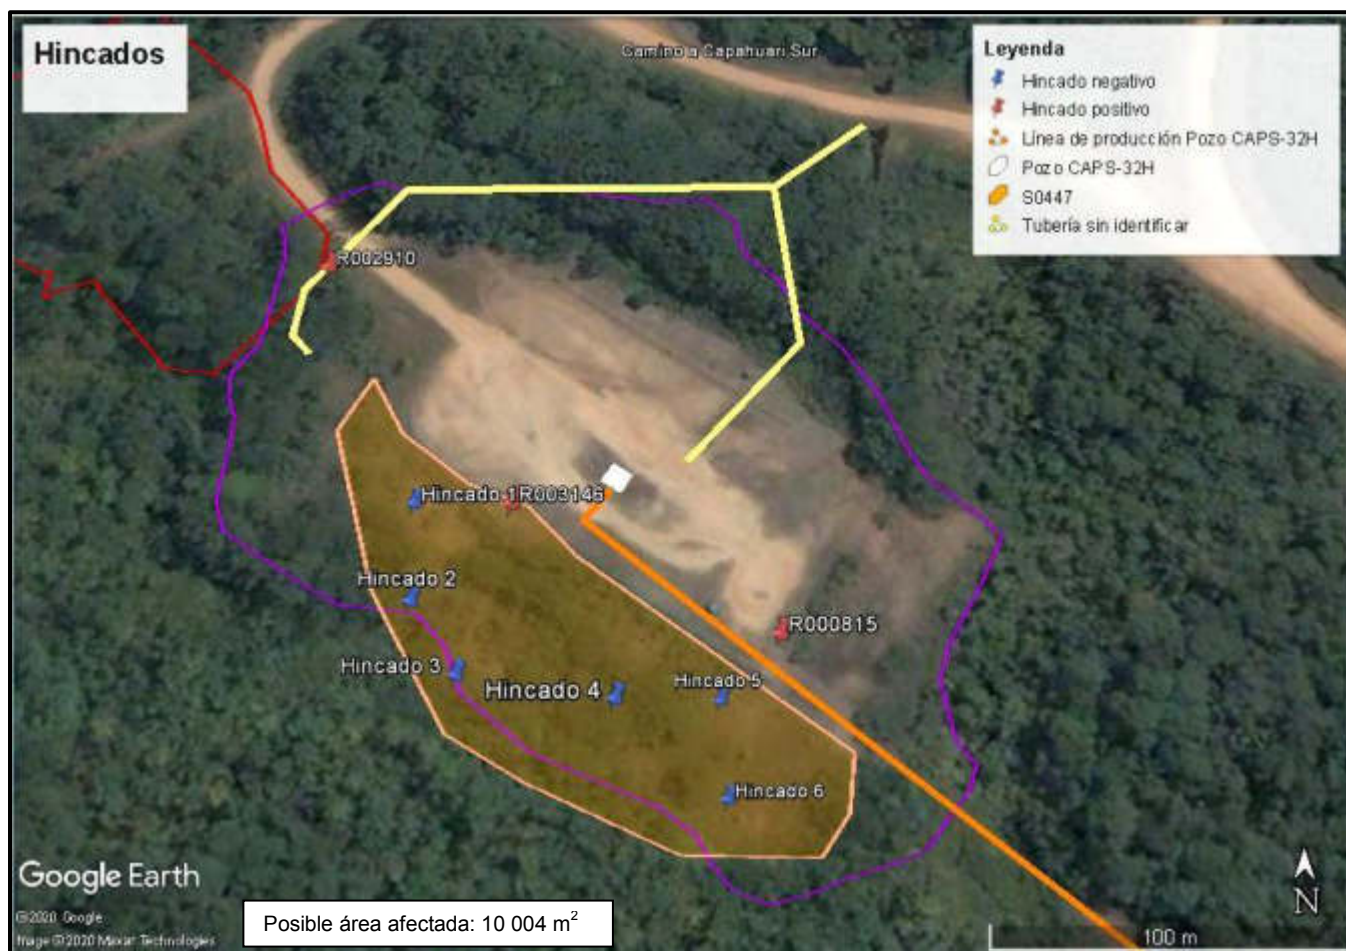 Hincados
Camino a Capahuari Sur
Leyenda
Hincado negativo
Hincado positivo
Línea de producción Pozo CAPS-32H
Pozo CAPS-32H
S0447
Tubería sin identificar
R002910
Hincado 1
R003146
Hincado 2
R000815
Hincado 3
Hincado 4
Hincado 5
Hincado 6
Google Earth
©2020 Google
Image ©2020 Maxar Technologies
Posible área afectada: 10 004 m²
N
100 m